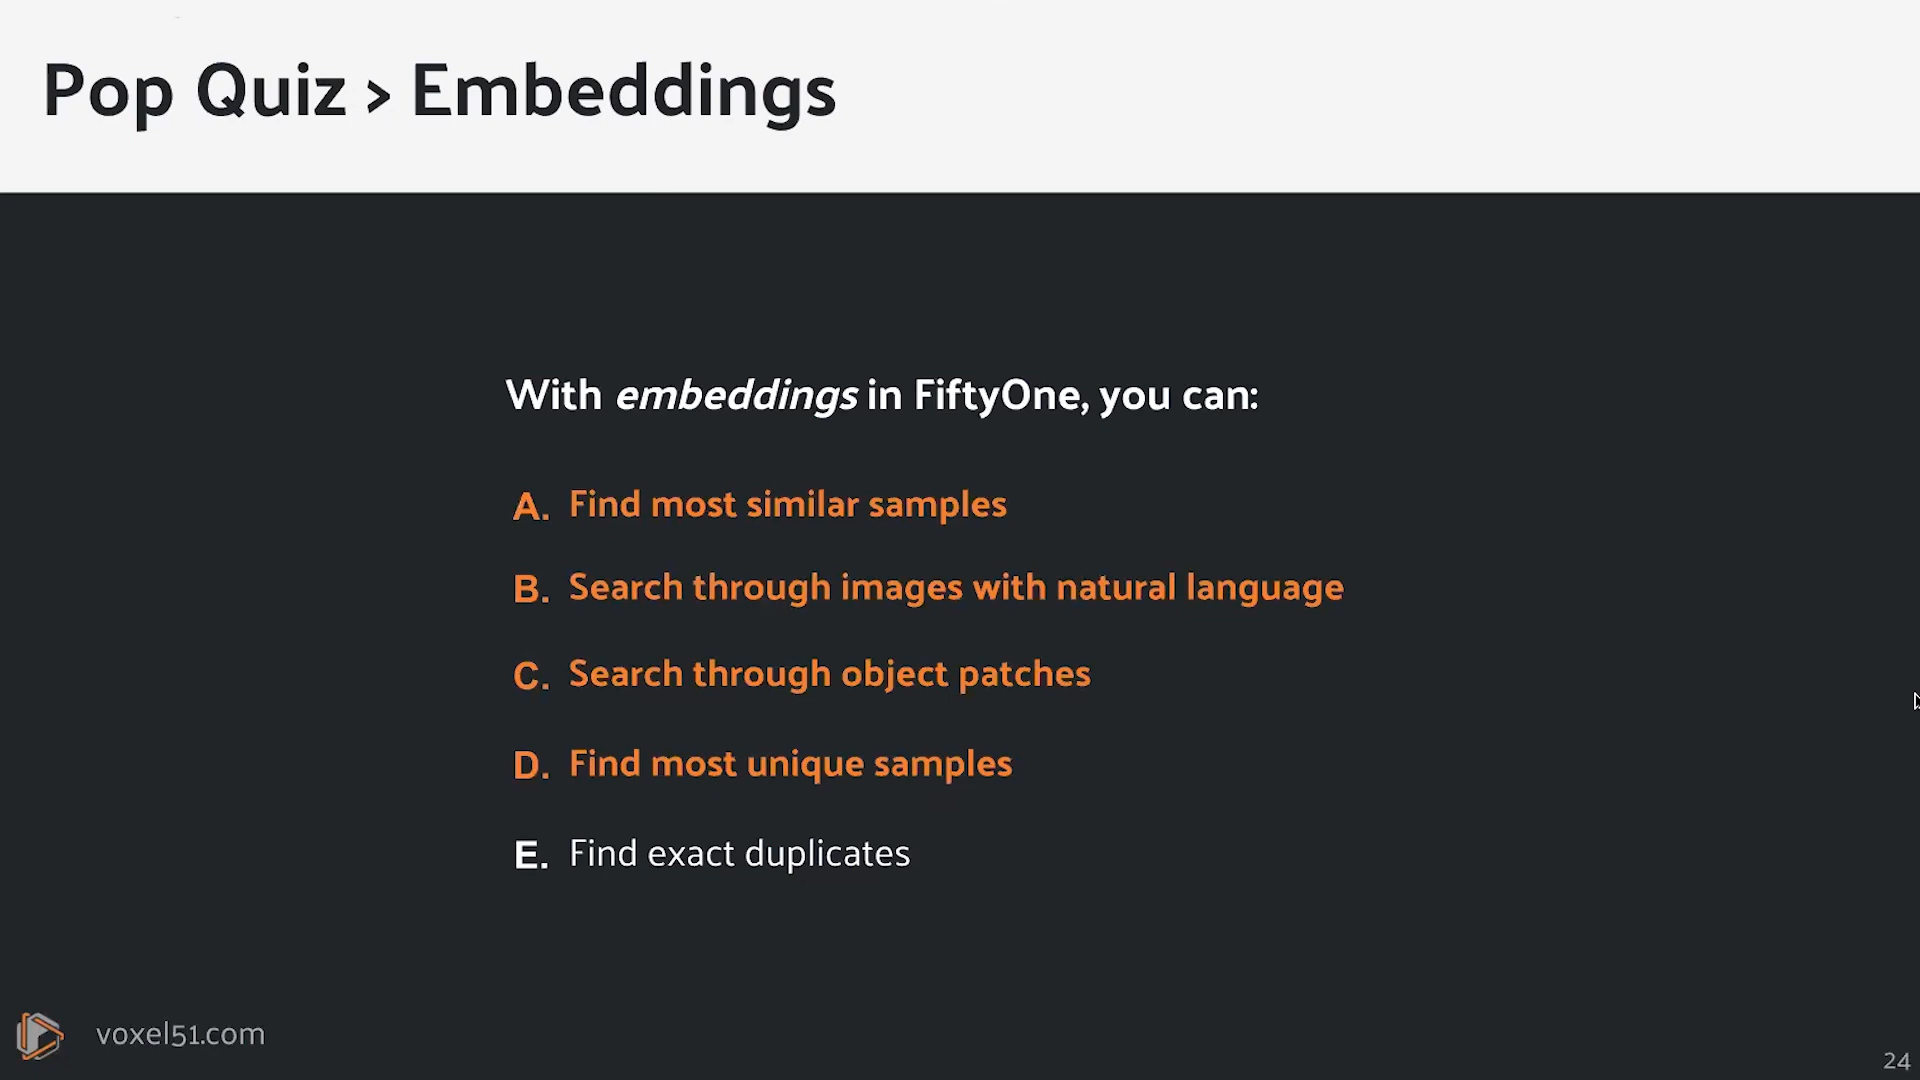 Pop Quiz > Embeddings
With embeddings in FiftyOne, you can:
A. Find most similar samples
B. Search through images with natural language
C. Search through object patches
D. Find most unique samples
E. Find exact duplicates
voxel51.com
24